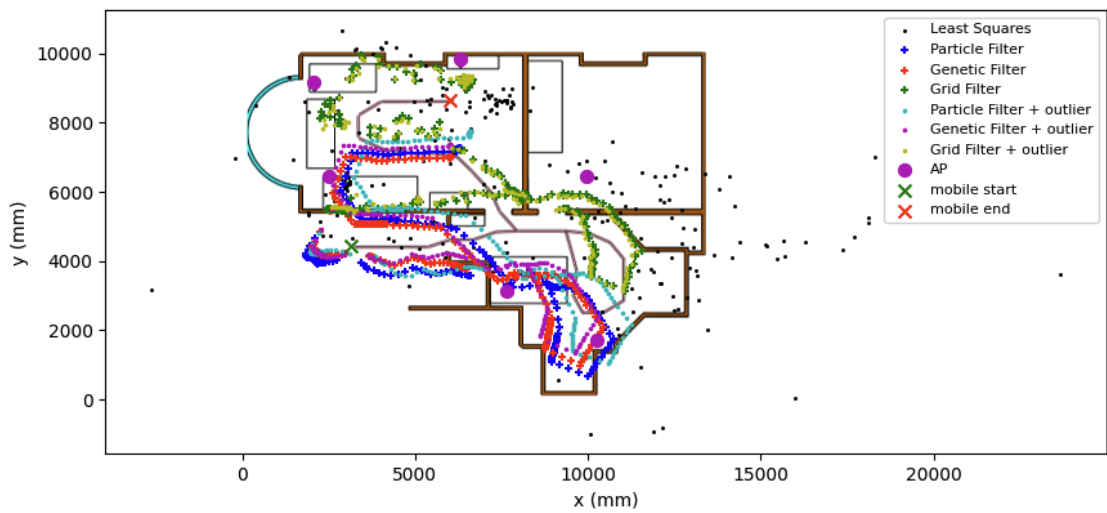 10000
8000
6000
4000
2000
0
y (mm)
0
5000
10000
15000
20000
x (mm)
Least Squares
Particle Filter
Genetic Filter
Grid Filter
Particle Filter + outlier
Genetic Filter + outlier
Grid Filter + outlier
AP
mobile start
mobile end